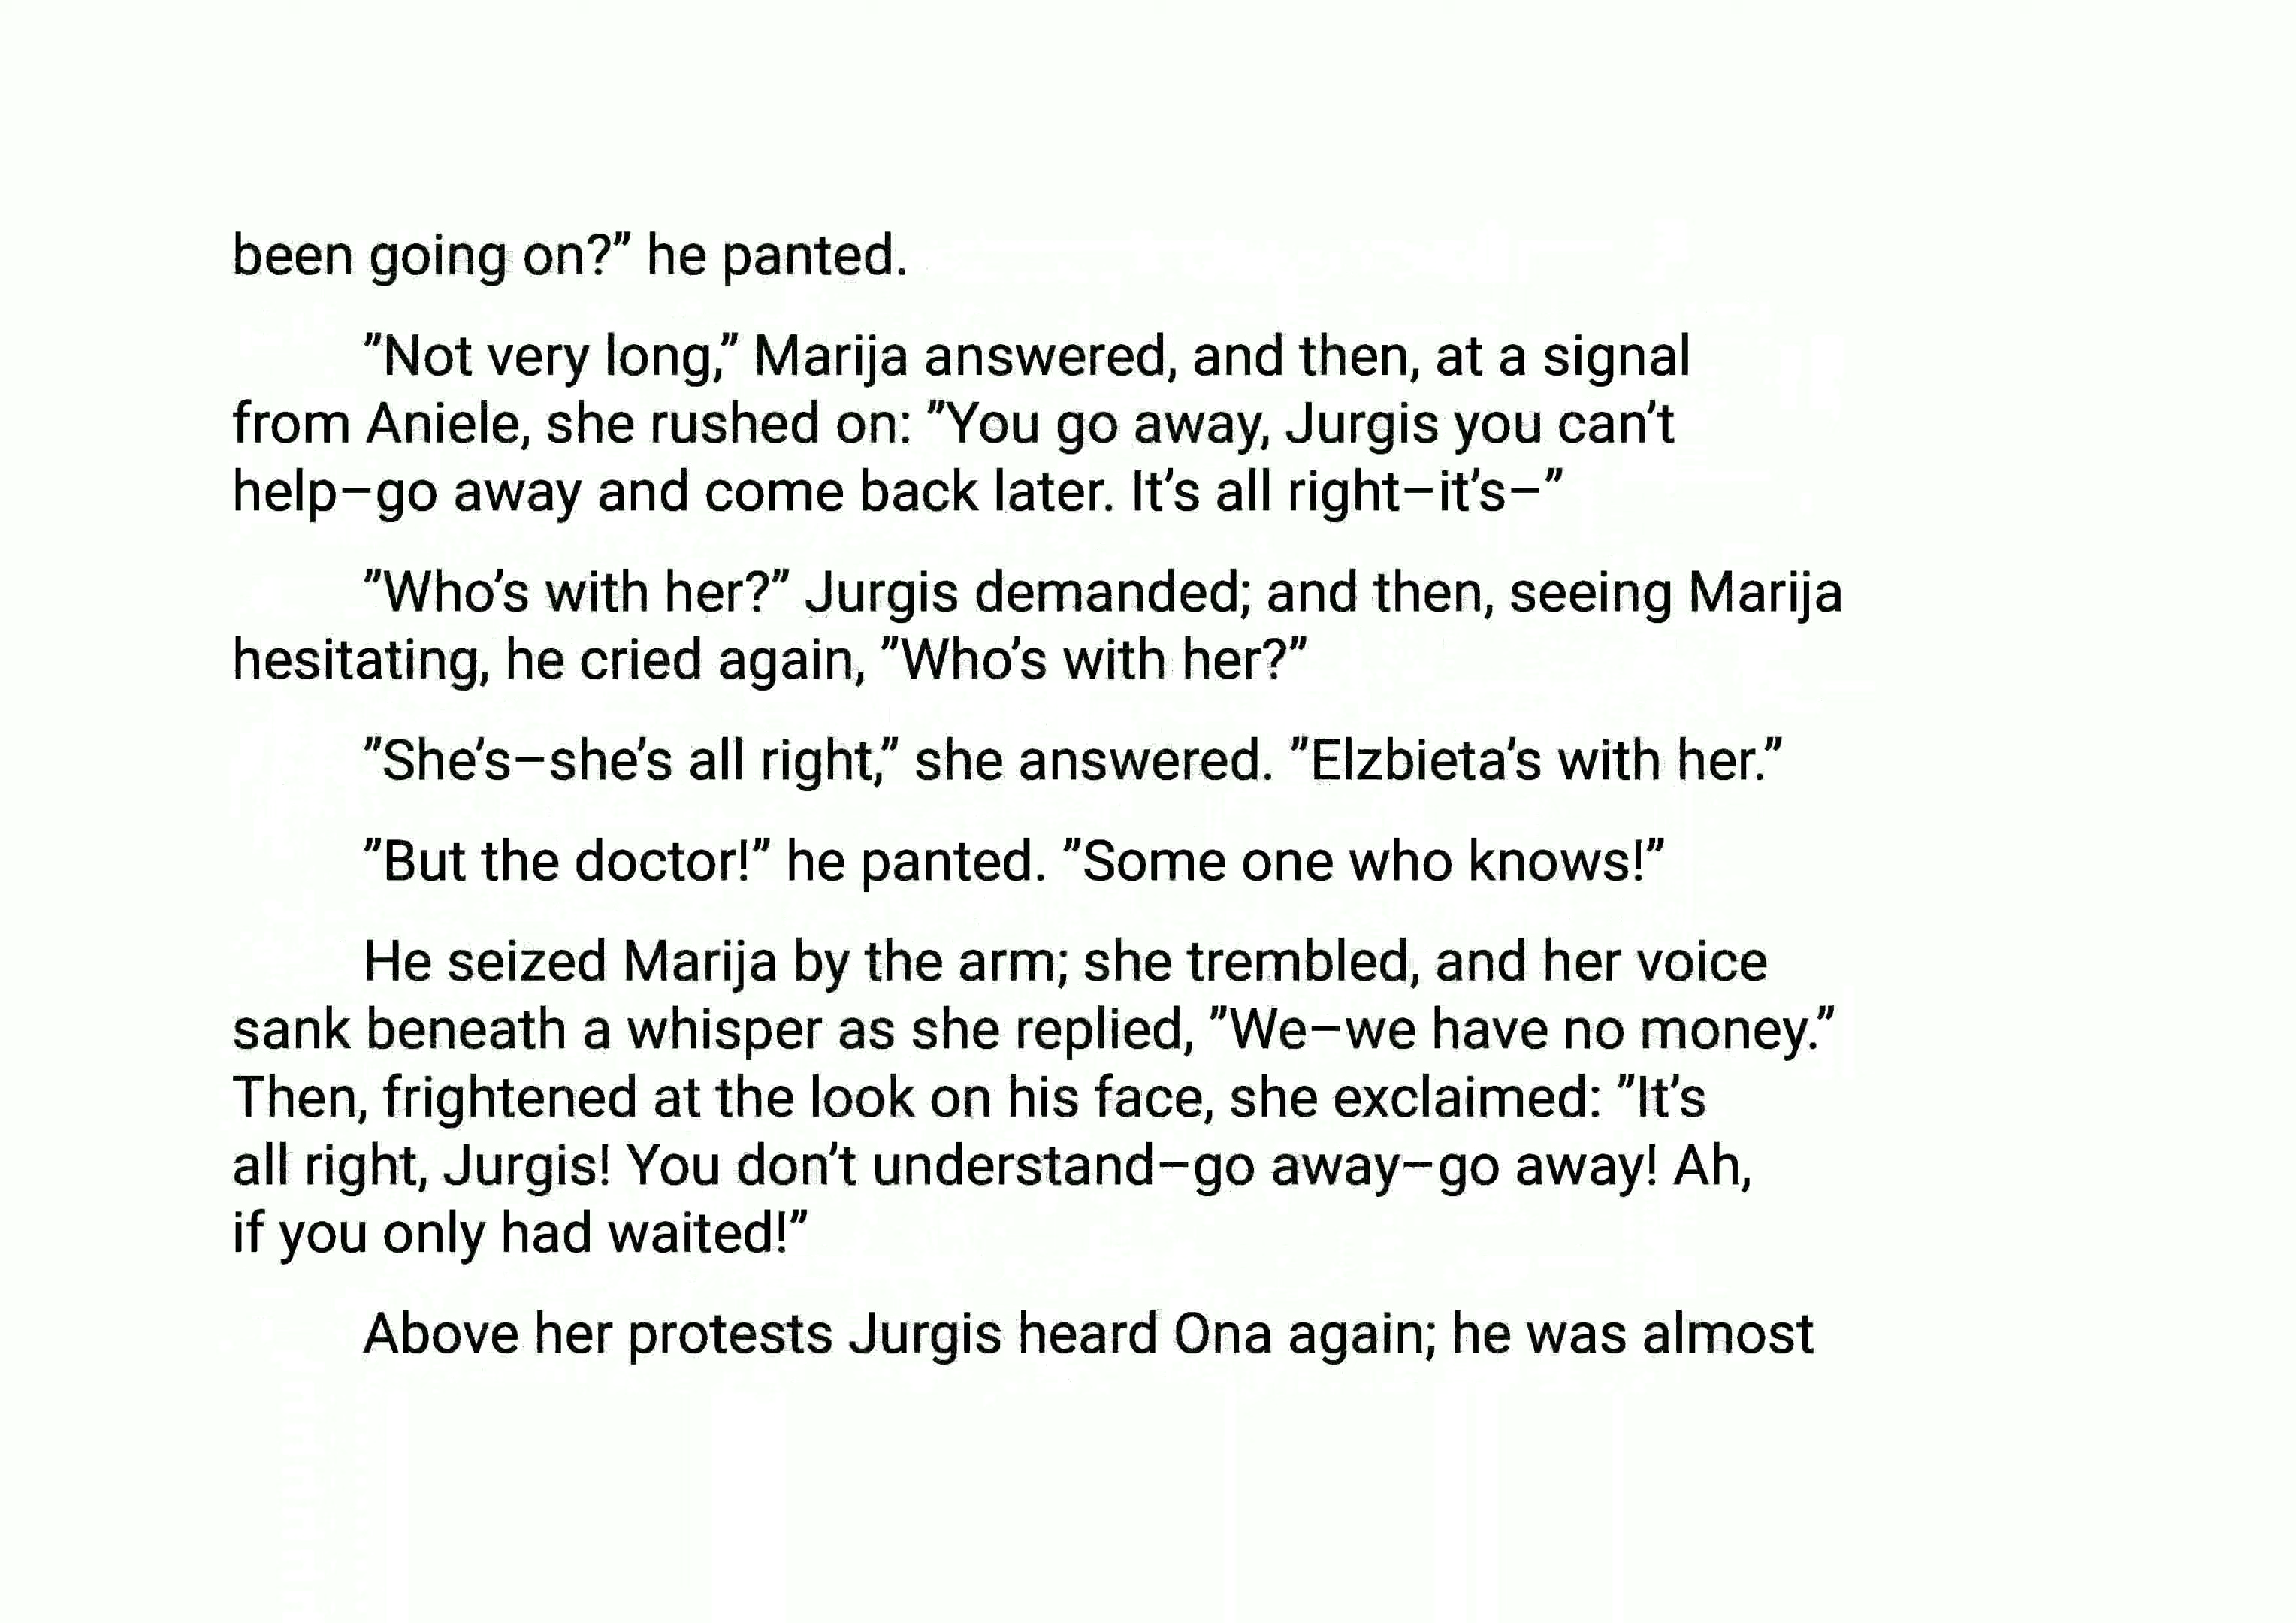 been going on?” he panted.
”Not very long,” Marija answered, and then, at a signal
from Aniele, she rushed on: ”You go away, Jurgis you can’t
help–go away and come back later. It’s all right–it’s–”
”Who’s with her?” Jurgis demanded; and then, seeing Marija
hesitating, he cried again, ”Who’s with her?”
”She’s–she’s all right,” she answered. ”Elzbieta’s with her.”
”But the doctor!” he panted. ”Some one who knows!”
He seized Marija by the arm; she trembled, and her voice
sank beneath a whisper as she replied, ”We–we have no money.”
Then, frightened at the look on his face, she exclaimed: ”It’s
all right, Jurgis! You don’t understand–go away–go away! Ah,
if you only had waited!”
Above her protests Jurgis heard Ona again; he was almost